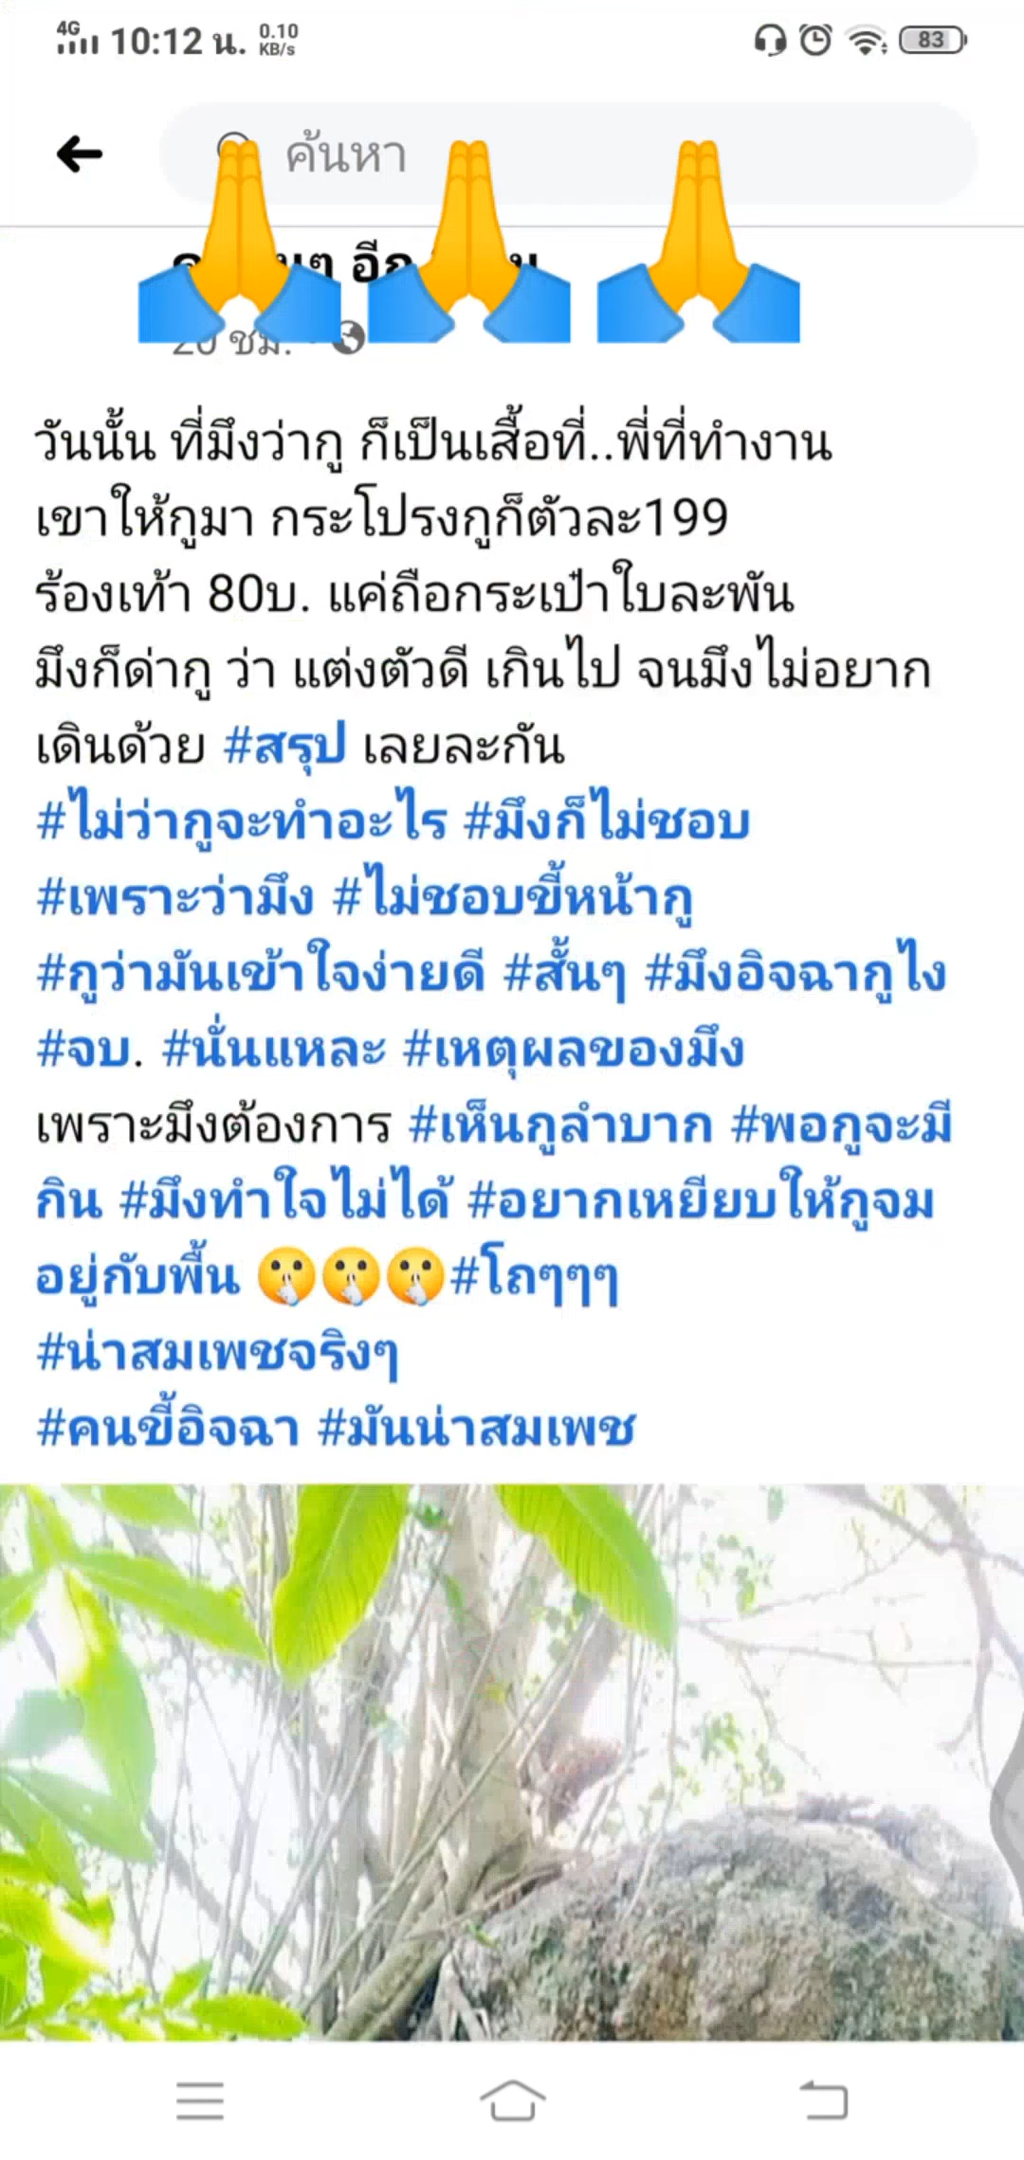 4G 10:12 น. 0.10 KB/s 83
ค้นหา
อีก
20 ชม.
วันนั้น ที่มึงว่ากู ก็เป็นเสื้อที่..พี่ที่ทำงาน
เขาให้กูมา กระโปรงกูก็ตัวละ199
ร้องเท้า 80บ. แค่ถือกระเป๋าใบละพัน
มึงก็ด่ากู ว่า แต่งตัวดี เกินไป จนมึงไม่อยาก
เดินด้วย #สรุป เลยละกัน
#ไม่ว่ากูจะทำอะไร #มึงก็ไม่ชอบ
#เพราะว่ามึง #ไม่ชอบขี้หน้ากู
#กูว่ามันเข้าใจง่ายดี #สั้นๆ #มึงอิจฉากูไง
#จบ. #นั่นแหละ #เหตุผลของมึง
เพราะมึงต้องการ #เห็นกูลำบาก #พอกูจะมี
กิน #มึงทำใจไม่ได้ #อยากเหยียบให้กูจม
อยู่กับพื้น 🤫🤫🤫#โถๆๆๆ
#น่าสมเพชจริงๆ
#คนขี้อิจฉา #มันน่าสมเพช